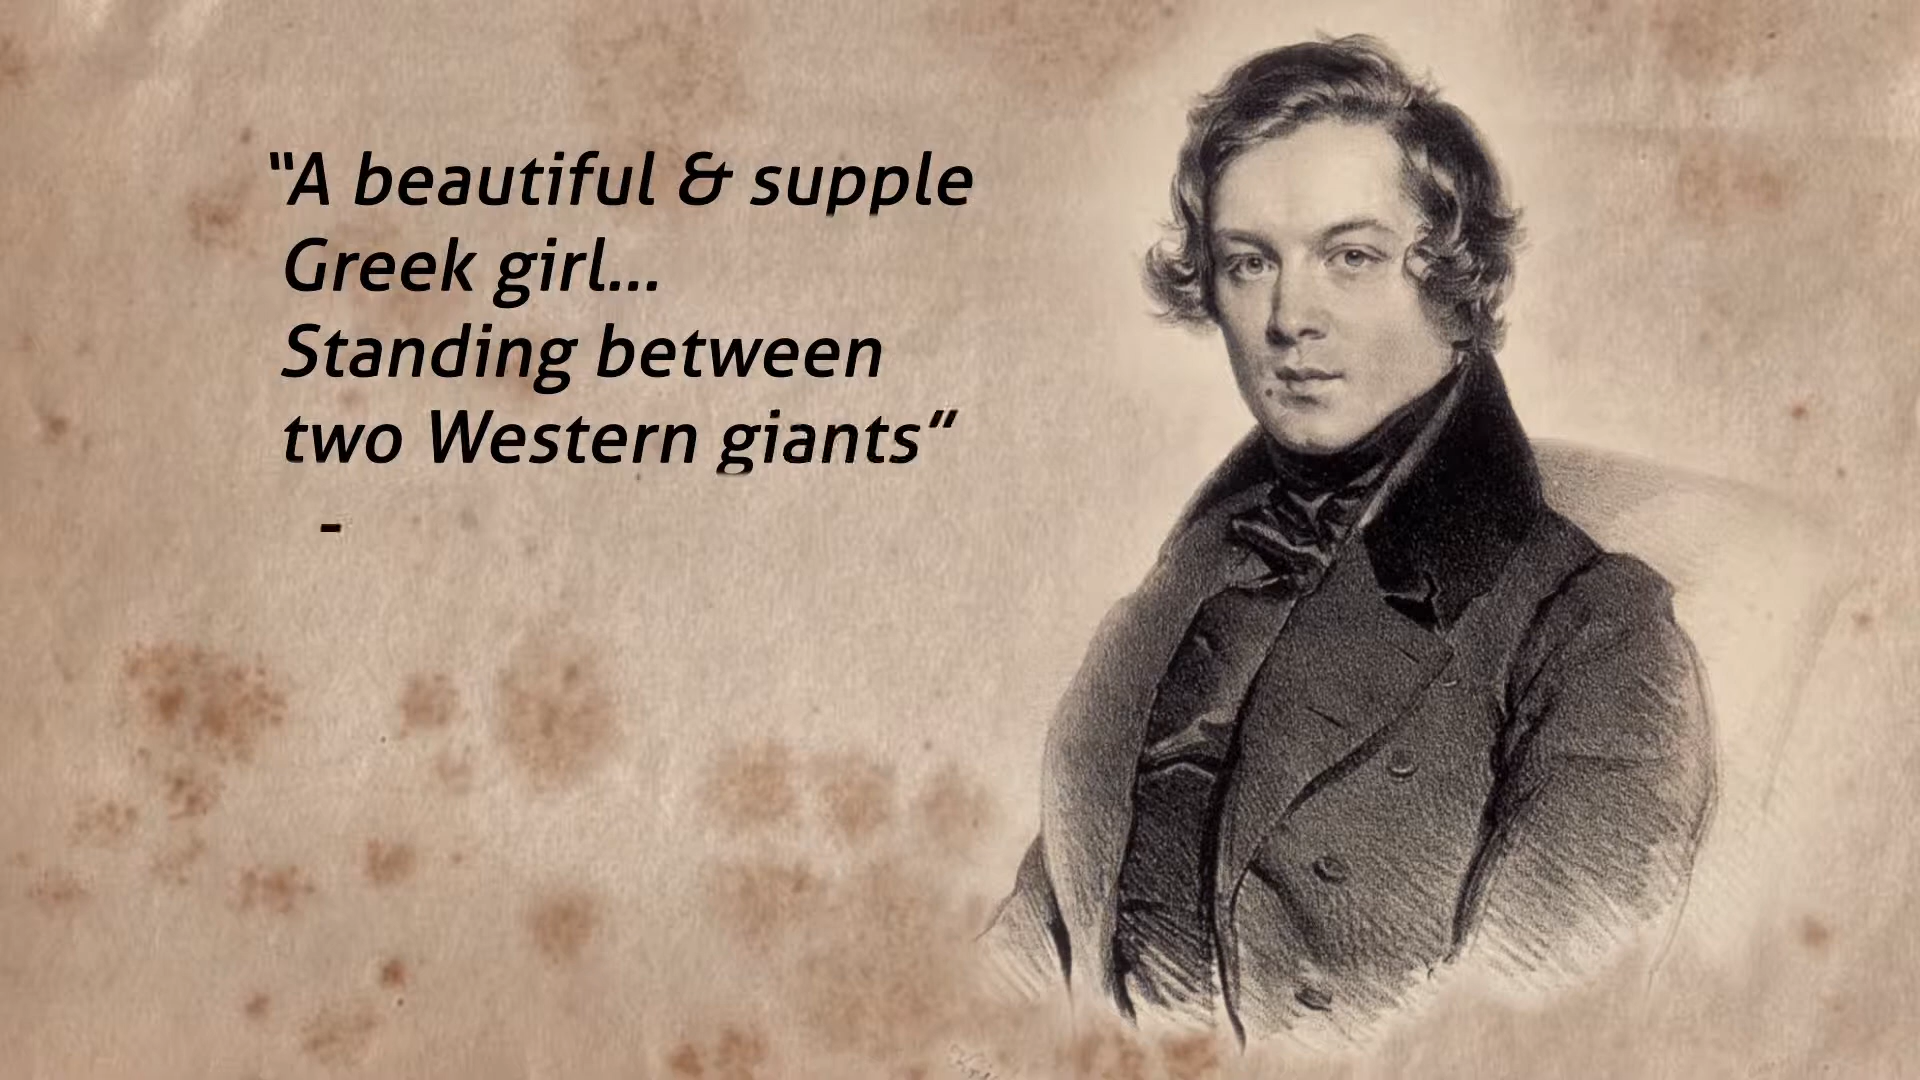 “A beautiful & supple
Greek girl...
Standing between
two Western giants”
-